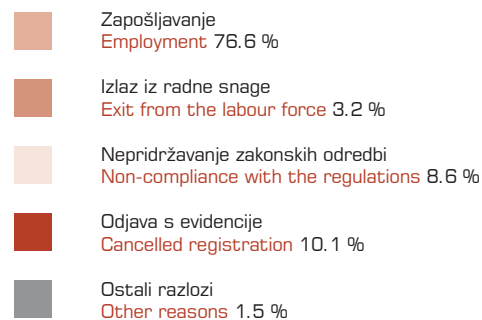 Zapošljavanje
Employment 76.6 %
Izlaz iz radne snage
Exit from the labour force 3.2 %
Nepridržavanje zakonskih odredbi
Non-compliance with the regulations 8.6 %
Odjava s evidencije
Cancelled registration 10.1 %
Ostali razlozi
Other reasons 1.5 %